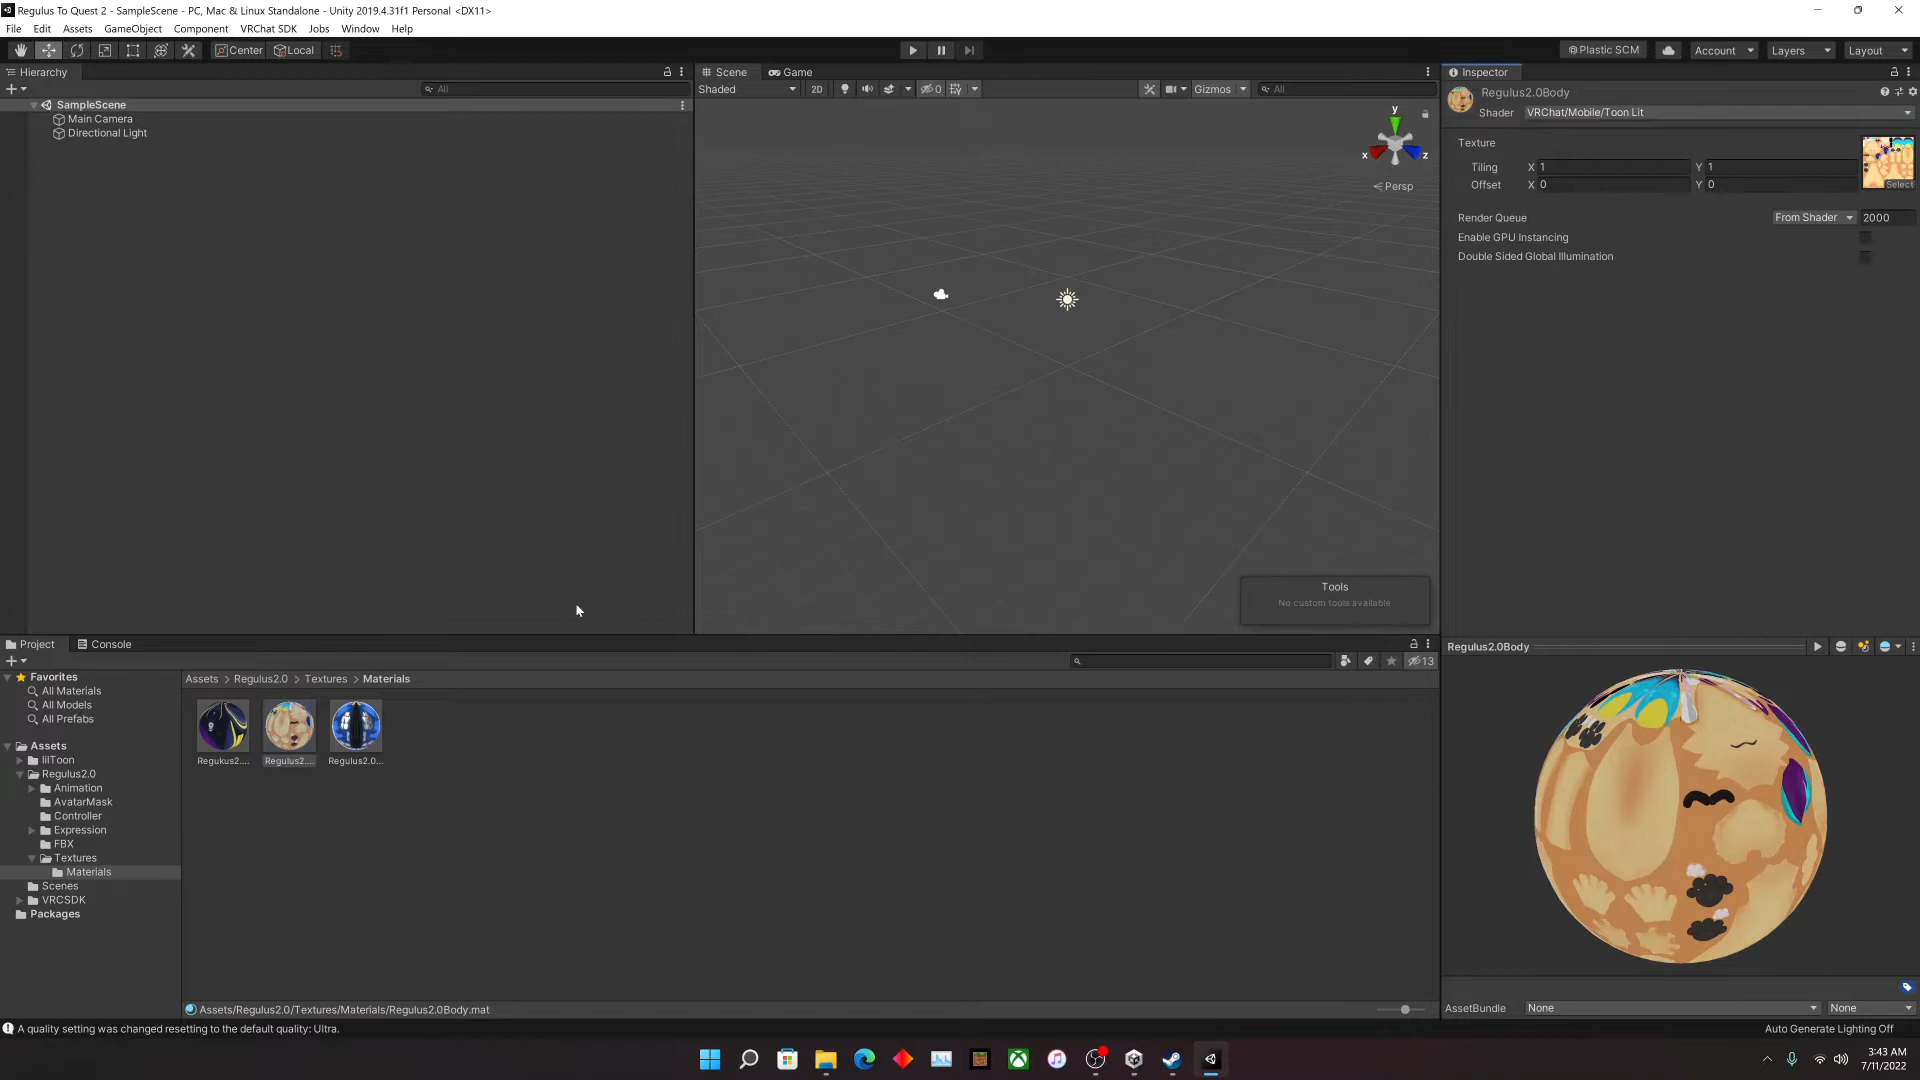 Regulus To Quest 2 - SampleScene - PC, Mac & Linux Standalone - Unity 2019.4.31f1 Personal <DX11>
File Edit Assets GameObject Component VRChat SDK Jobs Window Help
Center Local Plastic SCM Account Layers Layout
Hierarchy
All
SampleScene
Main Camera
Directional Light
Scene Game
Shaded 2D 0 Gizmos All
y
x z
Persp
Tools
No custom tools available
Inspector
Regulus2.0Body
Shader VRChat/Mobile/Toon Lit
Texture
Tiling X 1 Y 1
Offset X 0 Y 0
Select
Render Queue From Shader 2000
Enable GPU Instancing
Double Sided Global Illumination
Project Console
13
Favorites
All Materials
All Models
All Prefabs
Assets
lilToon
Regulus2.0
Animation
AvatarMask
Controller
Expression
FBX
Textures
Materials
Scenes
VRCSDK
Packages
Assets > Regulus2.0 > Textures > Materials
Regukus2.... Regulus2.... Regulus2.0...
Assets/Regulus2.0/Textures/Materials/Regulus2.0Body.mat
Regulus2.0Body
AssetBundle None None
A quality setting was changed resetting to the default quality: Ultra.
Auto Generate Lighting Off
3:43 AM
7/11/2022